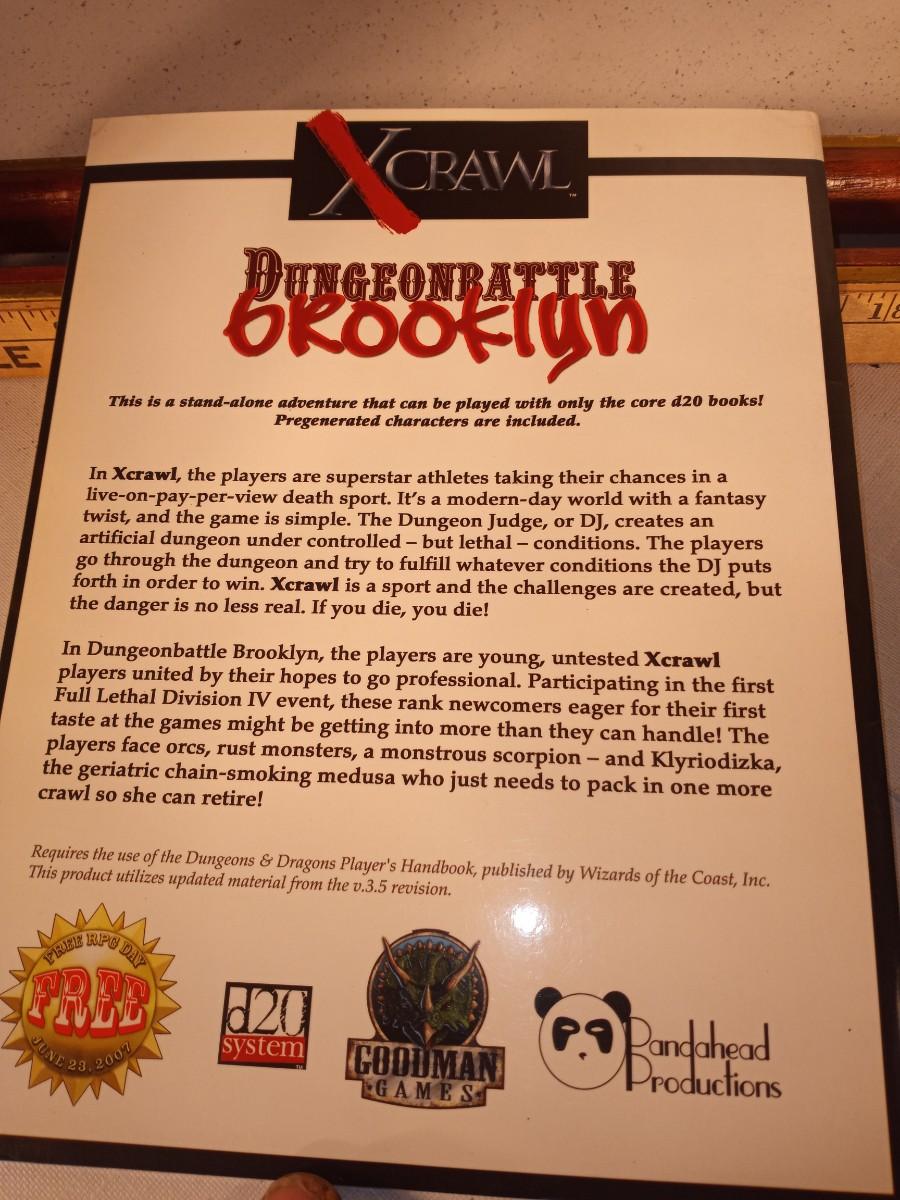 XCRAWL™
DUNGEONBATTLE
BRooklyn
This is a stand-alone adventure that can be played with only the core d20 books!
Pregenerated characters are included.
In Xcrawl, the players are superstar athletes taking their chances in a
live-on-pay-per-view death sport. It's a modern-day world with a fantasy
twist, and the game is simple. The Dungeon Judge, or DJ, creates an
artificial dungeon under controlled – but lethal – conditions. The players
go through the dungeon and try to fulfill whatever conditions the DJ puts
forth in order to win. Xcrawl is a sport and the challenges are created, but
the danger is no less real. If you die, you die!
In Dungeonbattle Brooklyn, the players are young, untested Xcrawl
players united by their hopes to go professional. Participating in the first
Full Lethal Division IV event, these rank newcomers eager for their first
taste at the games might be getting into more than they can handle! The
players face orcs, rust monsters, a monstrous scorpion – and Klyriodizka,
the geriatric chain-smoking medusa who just needs to pack in one more
crawl so she can retire!
Requires the use of the Dungeons & Dragons Player's Handbook, published by Wizards of the Coast, Inc.
This product utilizes updated material from the v.3.5 revision.
FREE RPG DAY
FREE
JUNE 23, 2007
d20
system™
GOODMAN
GAMES
Pandahead
Productions